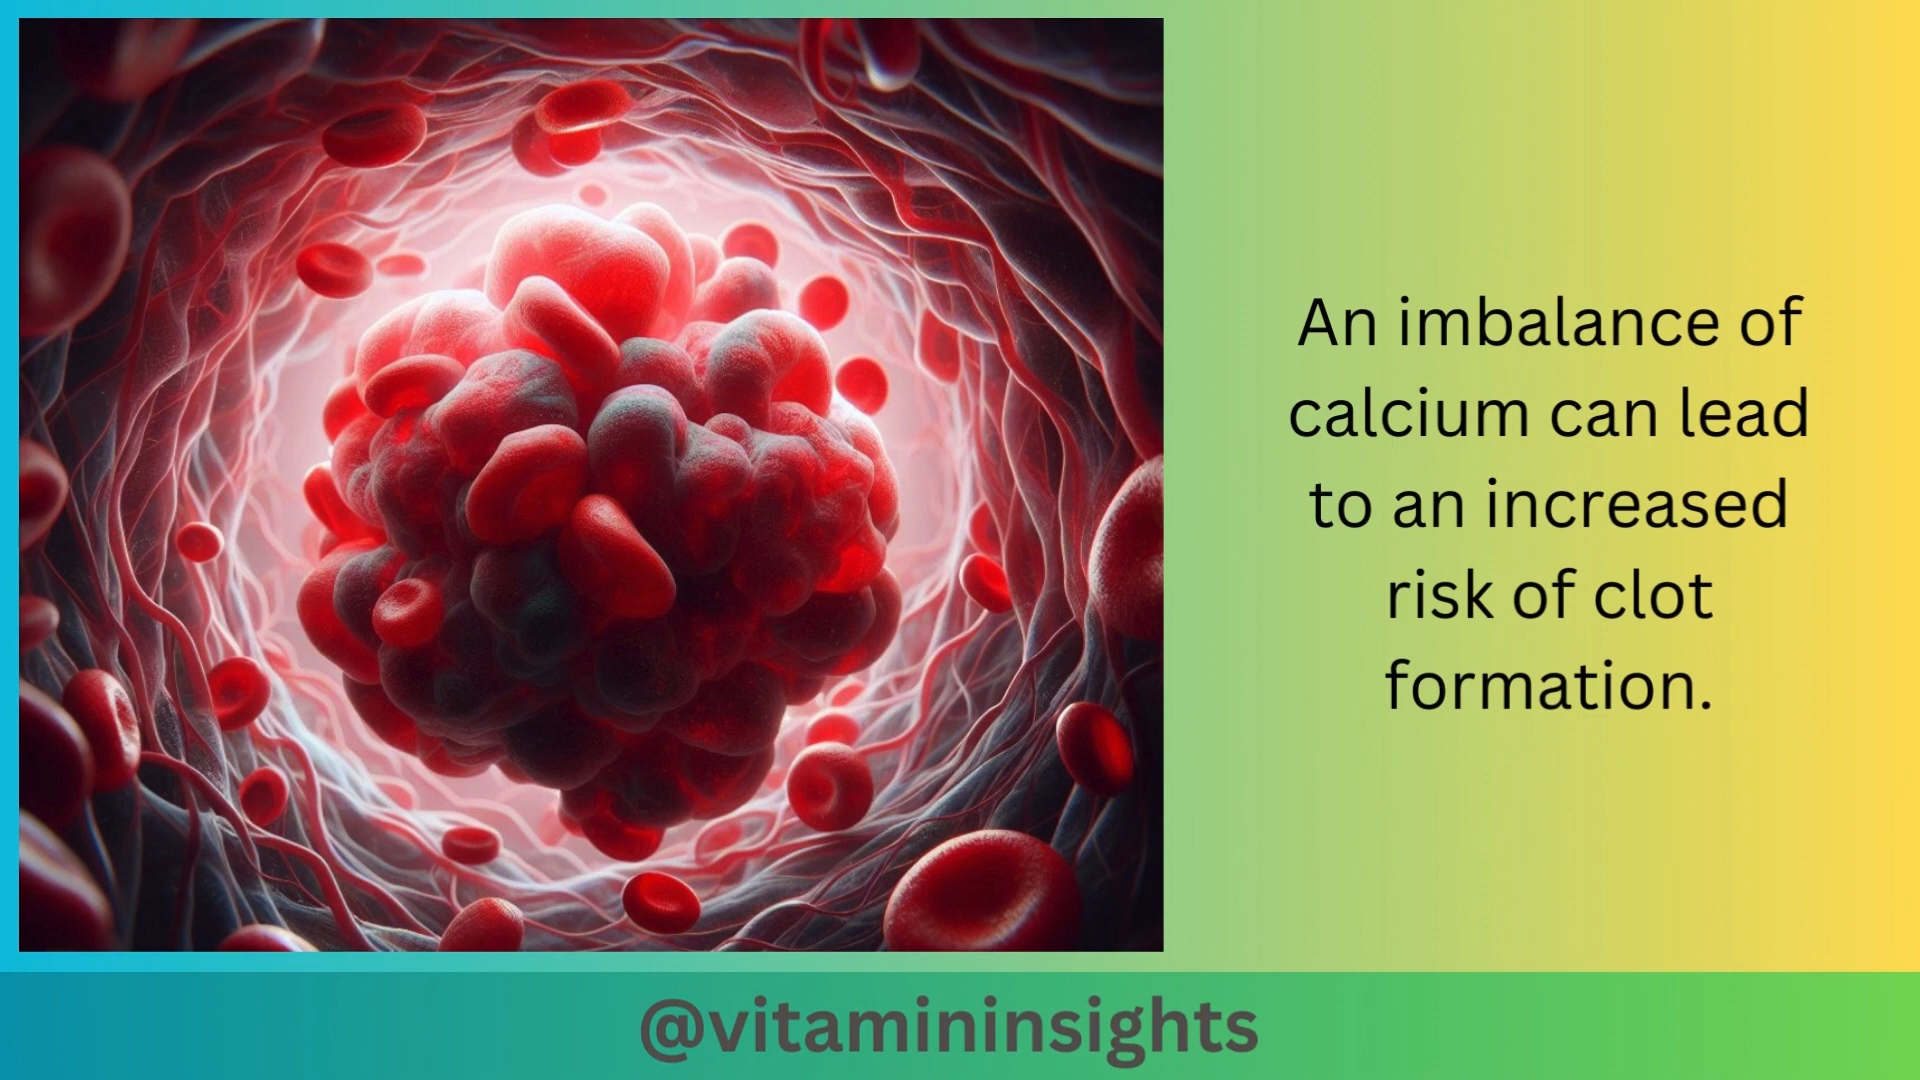 An imbalance of
calcium can lead
to an increased
risk of clot
formation.
@vitamininsights